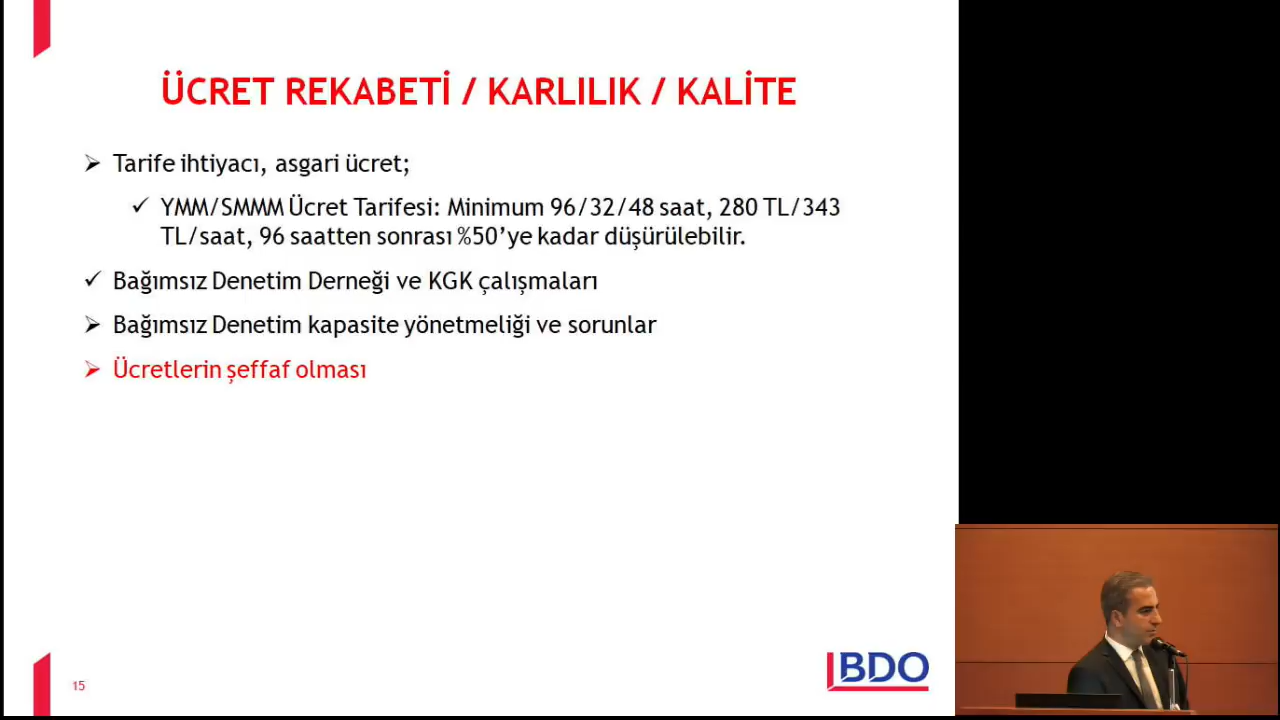 ÜCRET REKABETİ / KARLILIK / KALİTE
➢ Tarife ihtiyacı, asgari ücret;
✓ YMM/SMMM Ücret Tarifesi: Minimum 96/32/48 saat, 280 TL/343
TL/saat, 96 saatten sonrası %50’ye kadar düşürülebilir.
✓ Bağımsız Denetim Derneği ve KGK çalışmaları
➢ Bağımsız Denetim kapasite yönetmeliği ve sorunlar
➢ Ücretlerin şeffaf olması
15
BDO